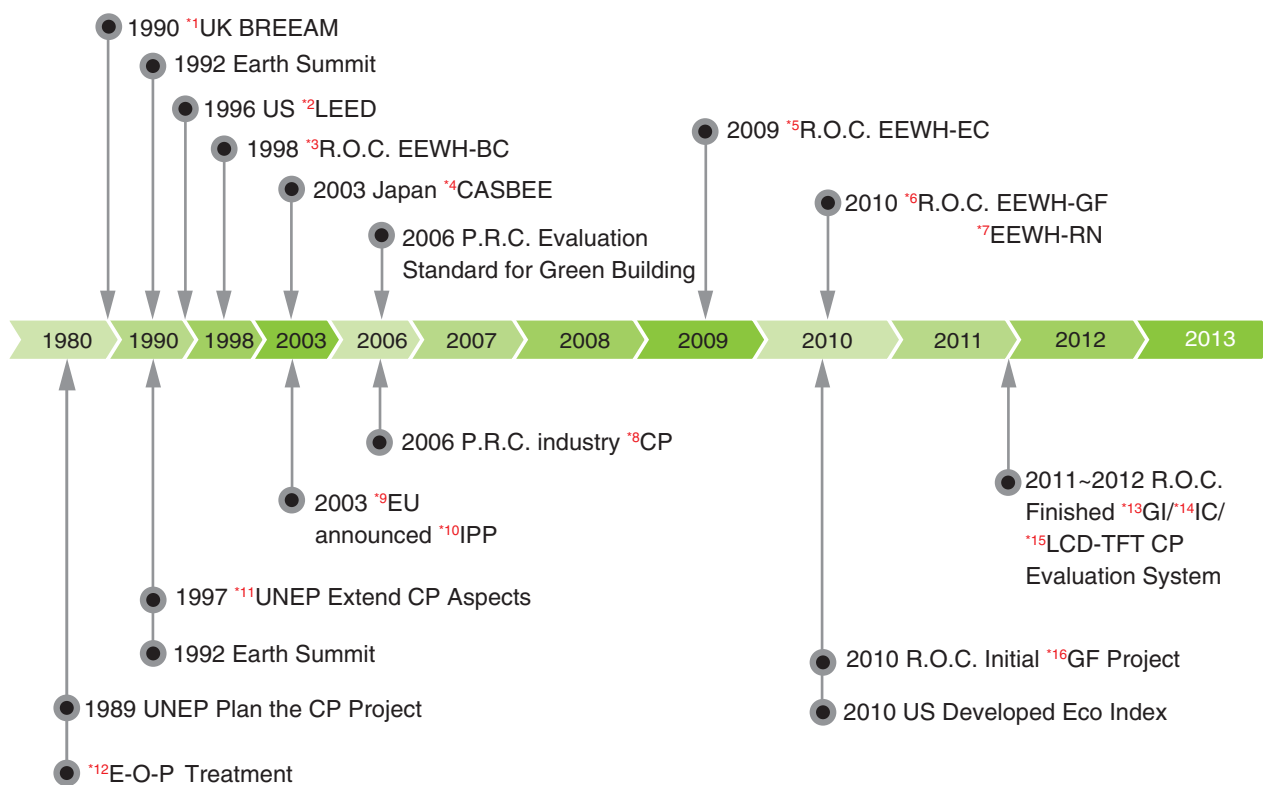 1990 *1UK BREEAM
1992 Earth Summit
1996 US *2LEED
1998 *3R.O.C. EEWH-BC
2003 Japan *4CASBEE
2006 P.R.C. Evaluation
Standard for Green Building
2009 *5R.O.C. EEWH-EC
2010 *6R.O.C. EEWH-GF
*7EEWH-RN
1980 1990 1998 2003 2006 2007 2008 2009 2010 2011 2012 2013
2006 P.R.C. industry *8CP
2003 *9EU
announced *10IPP
1997 *11UNEP Extend CP Aspects
1992 Earth Summit
1989 UNEP Plan the CP Project
*12E-O-P Treatment
2011~2012 R.O.C.
Finished *13GI/*14IC/
*15LCD-TFT CP
Evaluation System
2010 R.O.C. Initial *16GF Project
2010 US Developed Eco Index